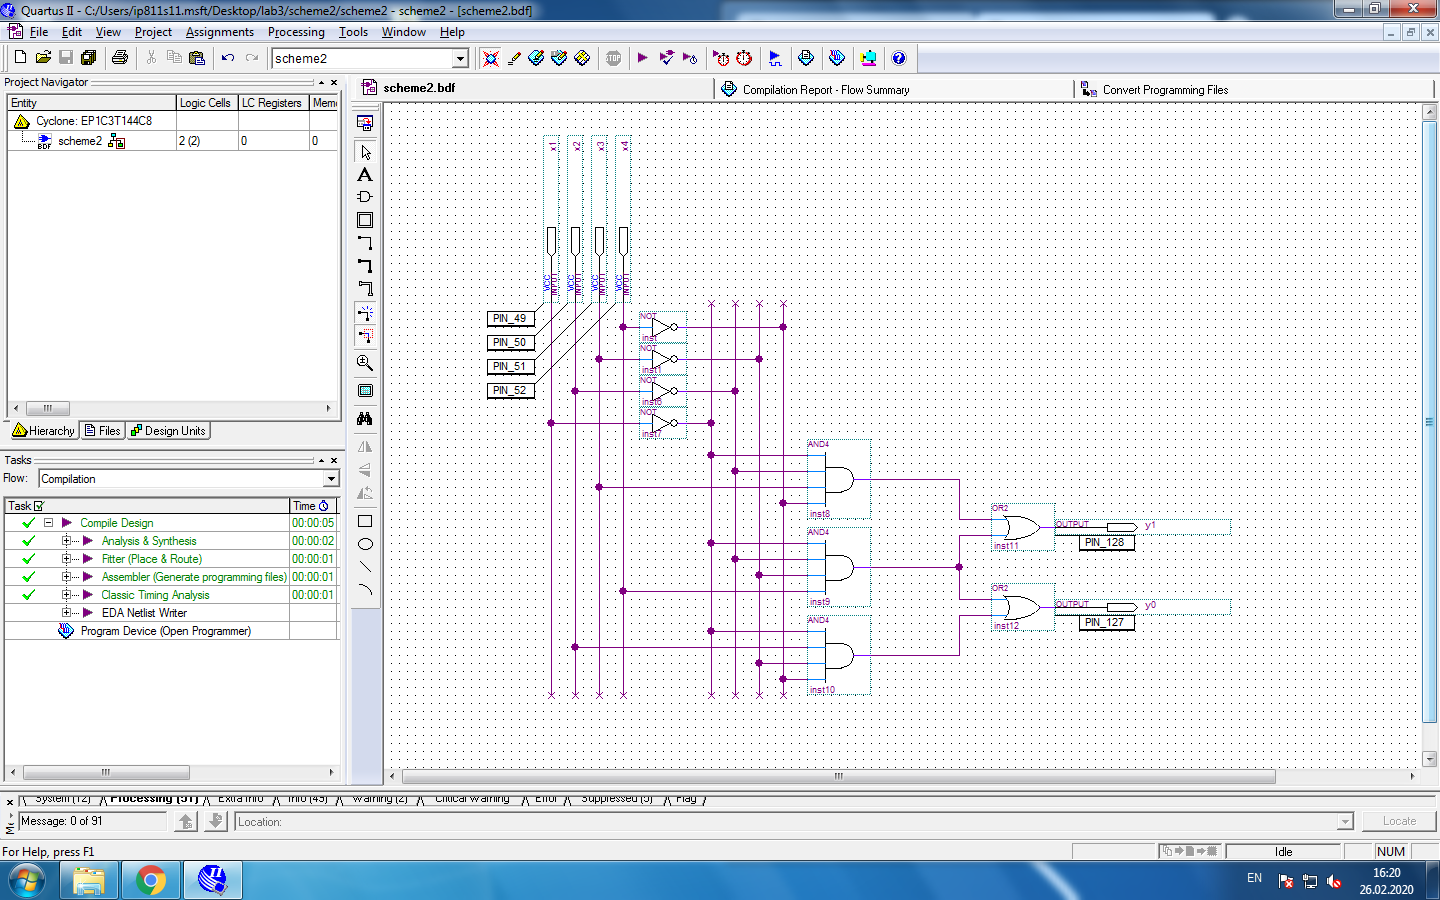 Quartus II - C:/Users/ip811s11.msft/Desktop/lab3/scheme2/scheme2 - scheme2 - [scheme2.bdf]
File Edit View Project Assignments Processing Tools Window Help
scheme2
STOP
Project Navigator
Entity Logic Cells LC Registers Mem
Cyclone: EP1C3T144C8
BDF scheme2 2 (2) 0 0
Hierarchy Files Design Units
Tasks
Flow: Compilation
Task Time
Compile Design 00:00:05
Analysis & Synthesis 00:00:02
Fitter (Place & Route) 00:00:01
Assembler (Generate programming files) 00:00:01
Classic Timing Analysis 00:00:01
EDA Netlist Writer
Program Device (Open Programmer)
scheme2.bdf Compilation Report - Flow Summary Convert Programming Files
x1 x2 x3 x4
VCC INPUT VCC INPUT VCC INPUT VCC INPUT
PIN_49
PIN_50
PIN_51
PIN_52
NOT
inst
NOT
inst1
NOT
inst6
NOT
inst7
AND4
inst8
AND4
inst9
AND4
inst10
OR2
inst11
OUTPUT y1
PIN_128
OR2
inst12
OUTPUT y0
PIN_127
System (12) Processing (51) Extra Info Info (49) Warning (2) Critical Warning Error Suppressed (5) Flag
Message: 0 of 91 Location: Locate
For Help, press F1 Idle NUM
EN
16:20
26.02.2020